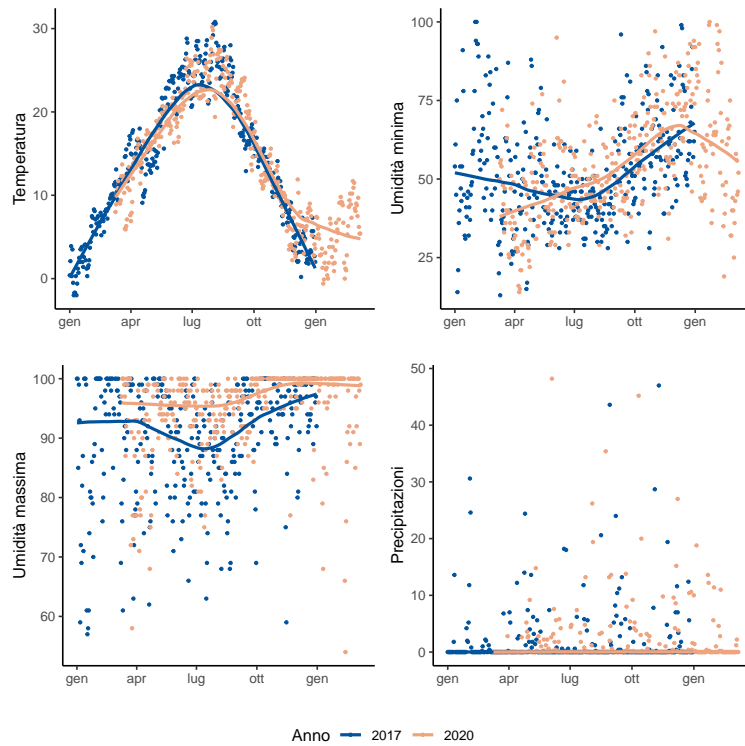 Temperatura
30
20
10
0
gen apr lug ott gen
Umidità minima
100
75
50
25
gen apr lug ott gen
Umidità massima
100
90
80
70
60
gen apr lug ott gen
Precipitazioni
50
40
30
20
10
0
gen apr lug ott gen
Anno 2017 2020